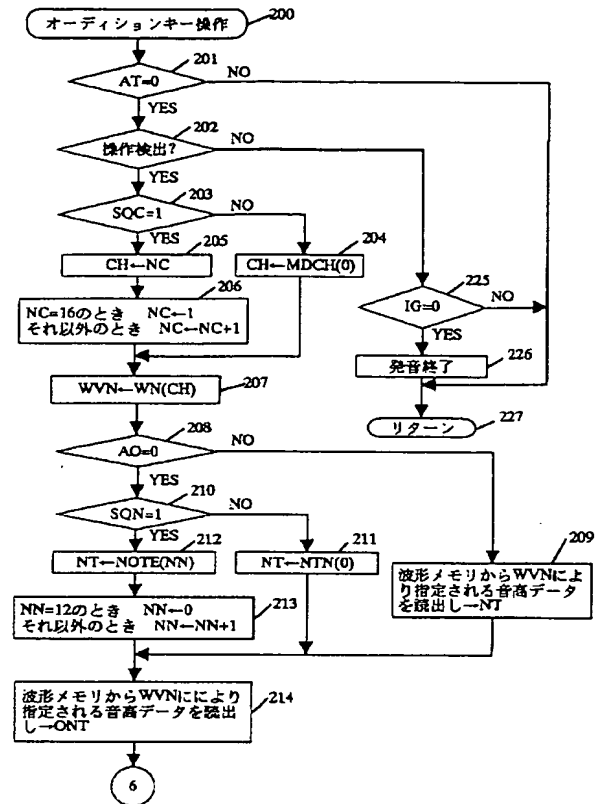 オーディションキー操作
200
AT=0
201
NO
YES
操作検出?
202
NO
YES
SQC=1
203
NO
YES
CH←NC
205
CH←MDCH(0)
204
NC=16のとき NC←1
それ以外のとき NC←NC+1
206
IG=0
225
NO
YES
発音終了
226
リターン
227
WVN←WN(CH)
207
AO=0
208
NO
YES
SQN=1
210
NO
YES
NT←NOTE(NN)
212
NT←NTN(0)
211
波形メモリからWVNによ
り指定される音高データ
を読出し→NT
209
NN=12のとき NN←0
それ以外のとき NN←NN+1
213
波形メモリからWVNににより
指定される音高データを読出
し→ONT
214
6